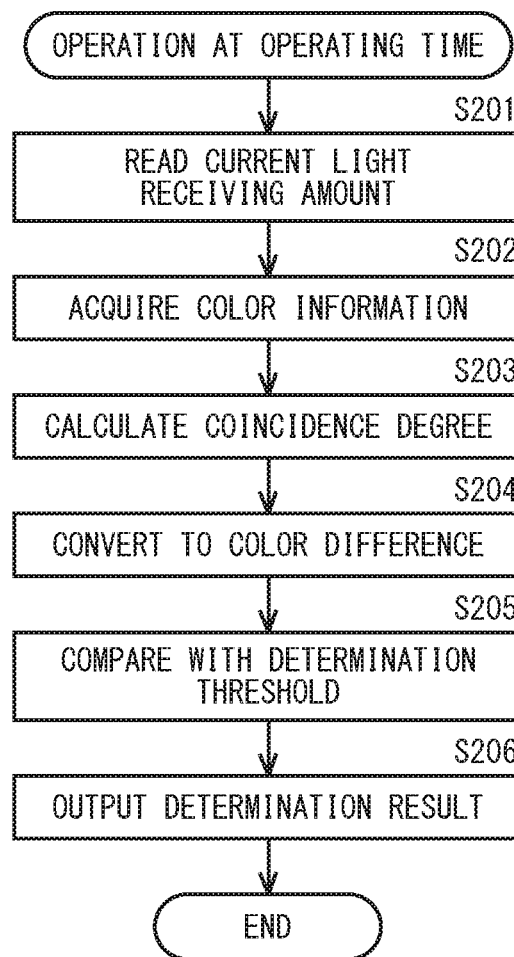 OPERATION AT OPERATING TIME
S201
READ CURRENT LIGHT
RECEIVING AMOUNT
S202
ACQUIRE COLOR INFORMATION
S203
CALCULATE COINCIDENCE DEGREE
S204
CONVERT TO COLOR DIFFERENCE
S205
COMPARE WITH DETERMINATION
THRESHOLD
S206
OUTPUT DETERMINATION RESULT
END